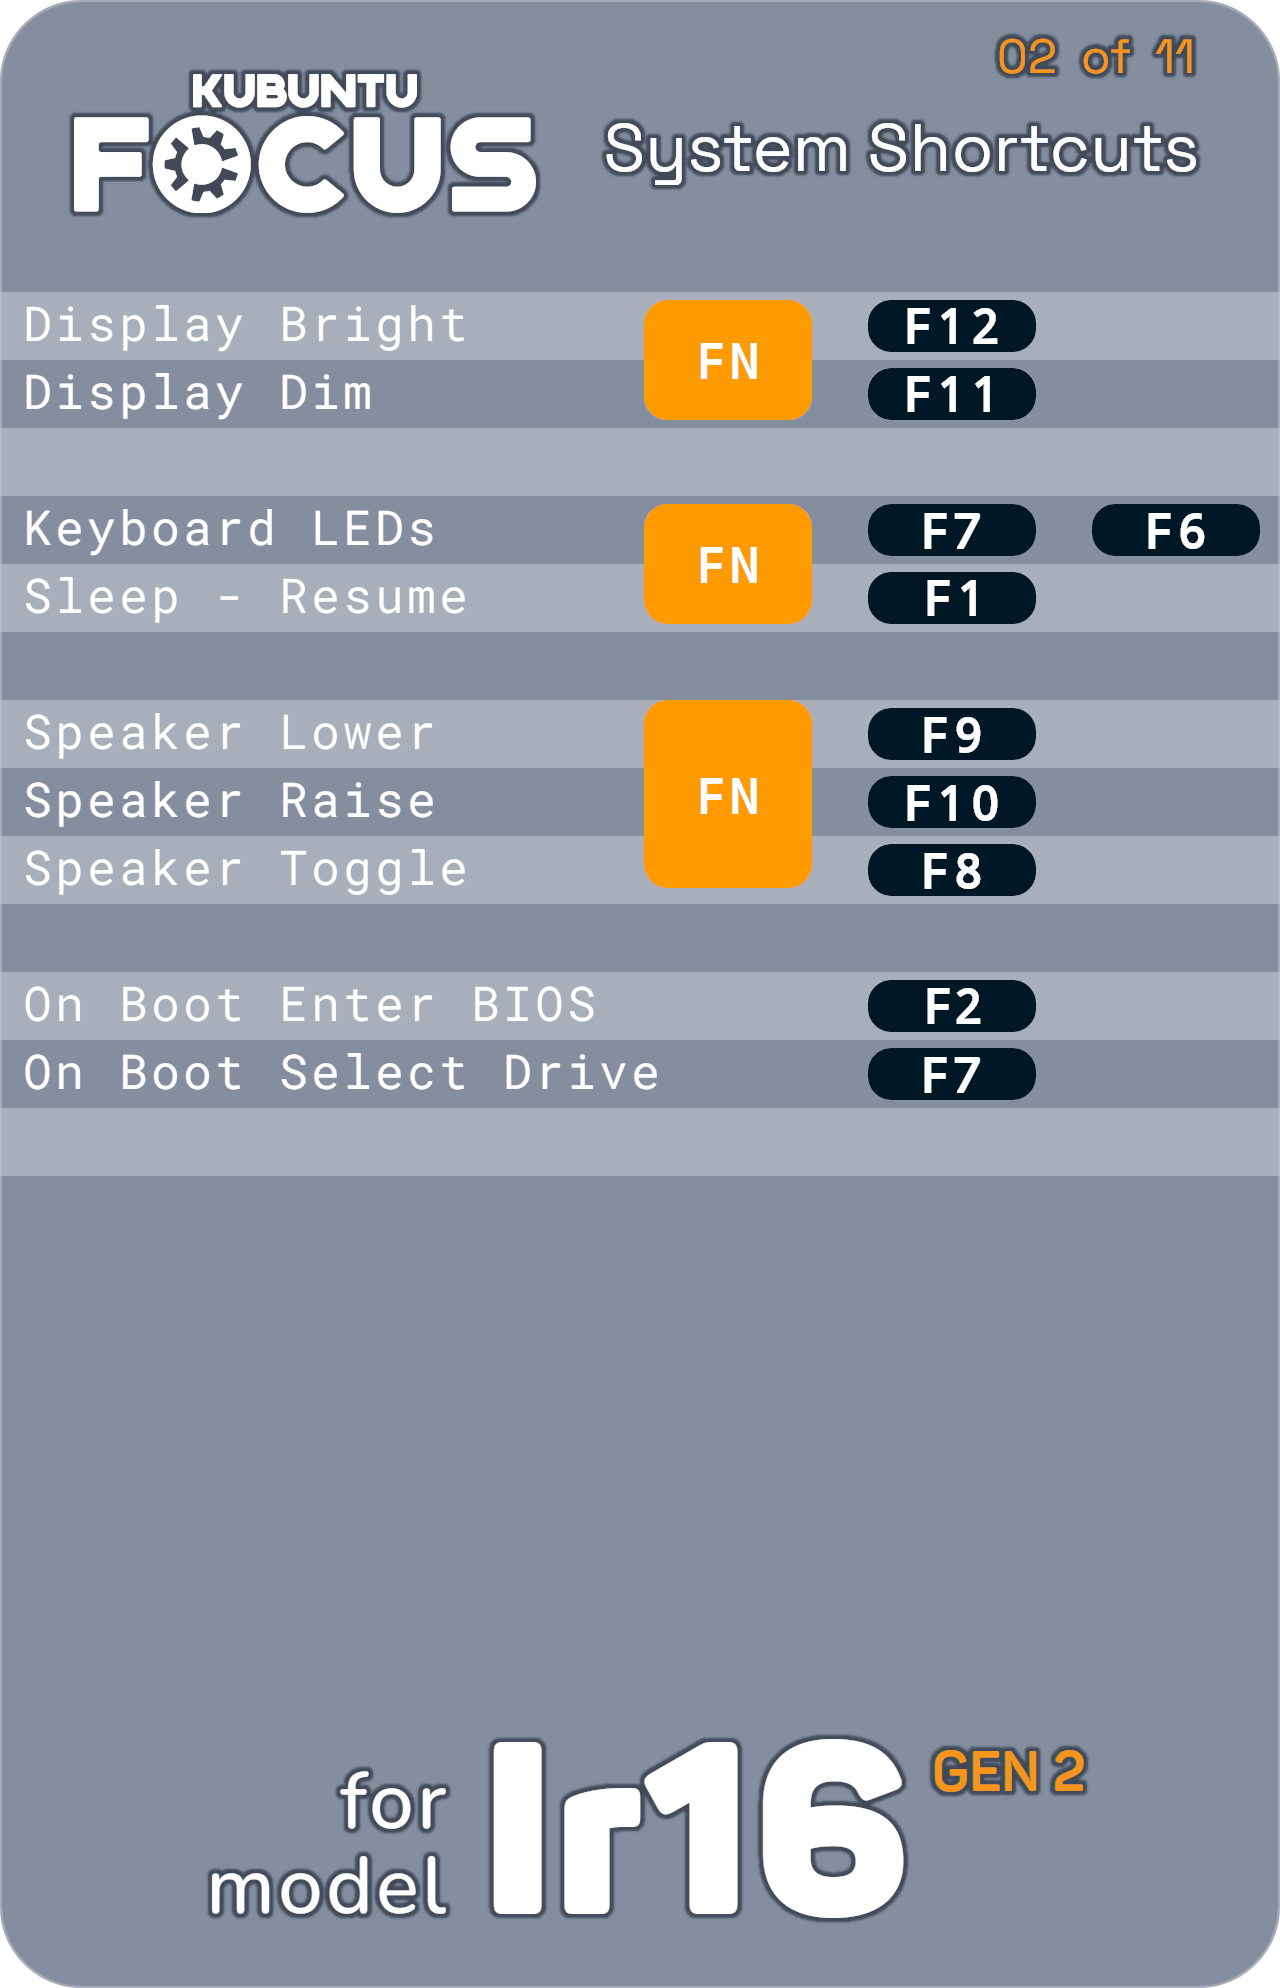 02 of 11
KUBUNTU
FOCUS
System Shortcuts
Display Bright FN F12
Display Dim F11
Keyboard LEDs FN F7 F6
Sleep - Resume F1
Speaker Lower F9
Speaker Raise FN F10
Speaker Toggle F8
On Boot Enter BIOS F2
On Boot Select Drive F7
for model Ir16 GEN 2